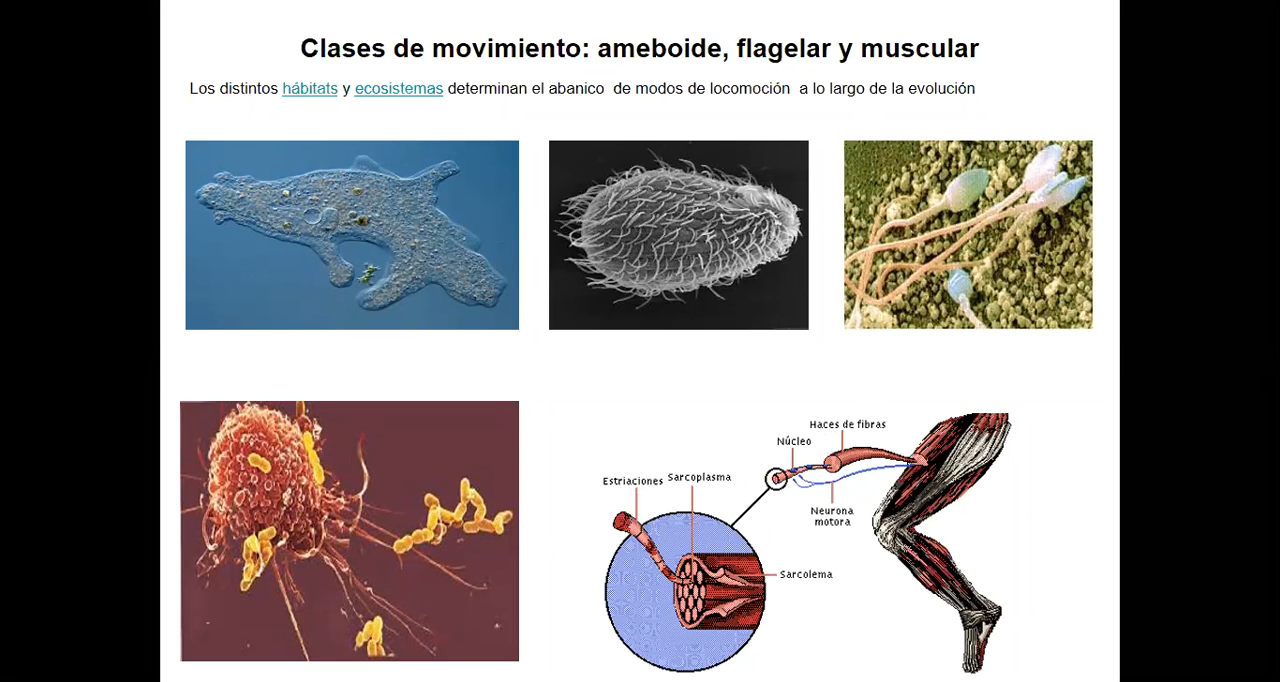 Clases de movimiento: ameboide, flagelar y muscular
Los distintos hábitats y ecosistemas determinan el abanico de modos de locomoción a lo largo de la evolución
Haces de fibras
Núcleo
Estriaciones
Sarcoplasma
Neurona
motora
Sarcolema